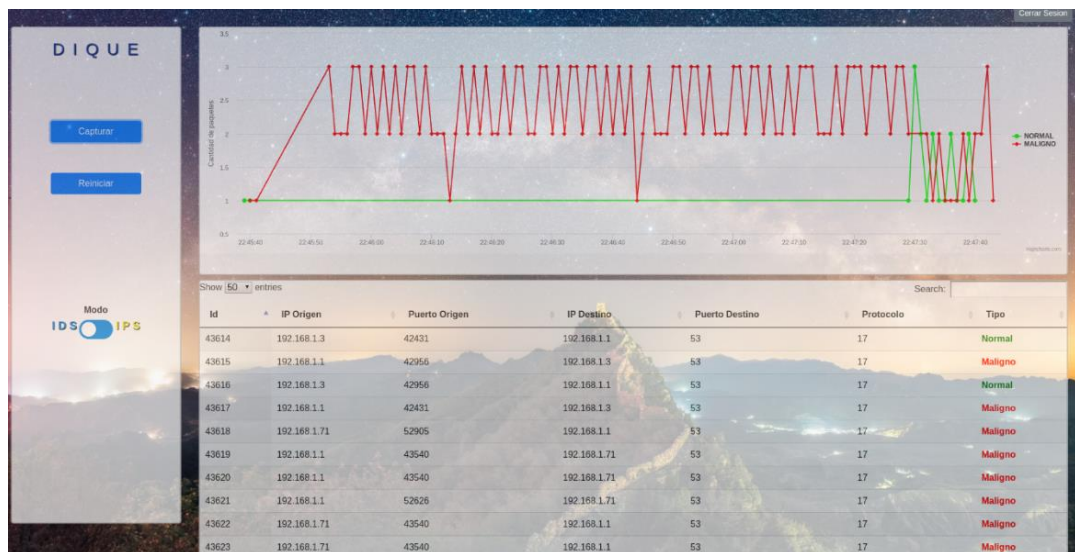 Cerrar Sesion
DIQUE
Capturar
Reiniciar
Modo
IDS IPS
Cantidad de paquetes
3.5
3
2.5
2
1.5
1
0.5
22:45:40 22:45:50 22:46:00 22:46:10 22:46:20 22:46:30 22:46:40 22:46:50 22:47:00 22:47:10 22:47:20 22:47:30 22:47:40
NORMAL
MALIGNO
Show 50 entries Search:
Id IP Origen Puerto Origen IP Destino Puerto Destino Protocolo Tipo
43614 192.168.1.3 42431 192.168.1.1 53 17 Normal
43615 192.168.1.1 42956 192.168.1.3 53 17 Maligno
43616 192.168.1.3 42956 192.168.1.1 53 17 Normal
43617 192.168.1.1 42431 192.168.1.3 53 17 Maligno
43618 192.168.1.71 52905 192.168.1.1 53 17 Maligno
43619 192.168.1.1 43540 192.168.1.71 53 17 Maligno
43620 192.168.1.1 43540 192.168.1.71 53 17 Maligno
43621 192.168.1.1 52626 192.168.1.71 53 17 Maligno
43622 192.168.1.71 43540 192.168.1.1 53 17 Maligno
43623 192.168.1.71 43540 192.168.1.1 53 17 Maligno